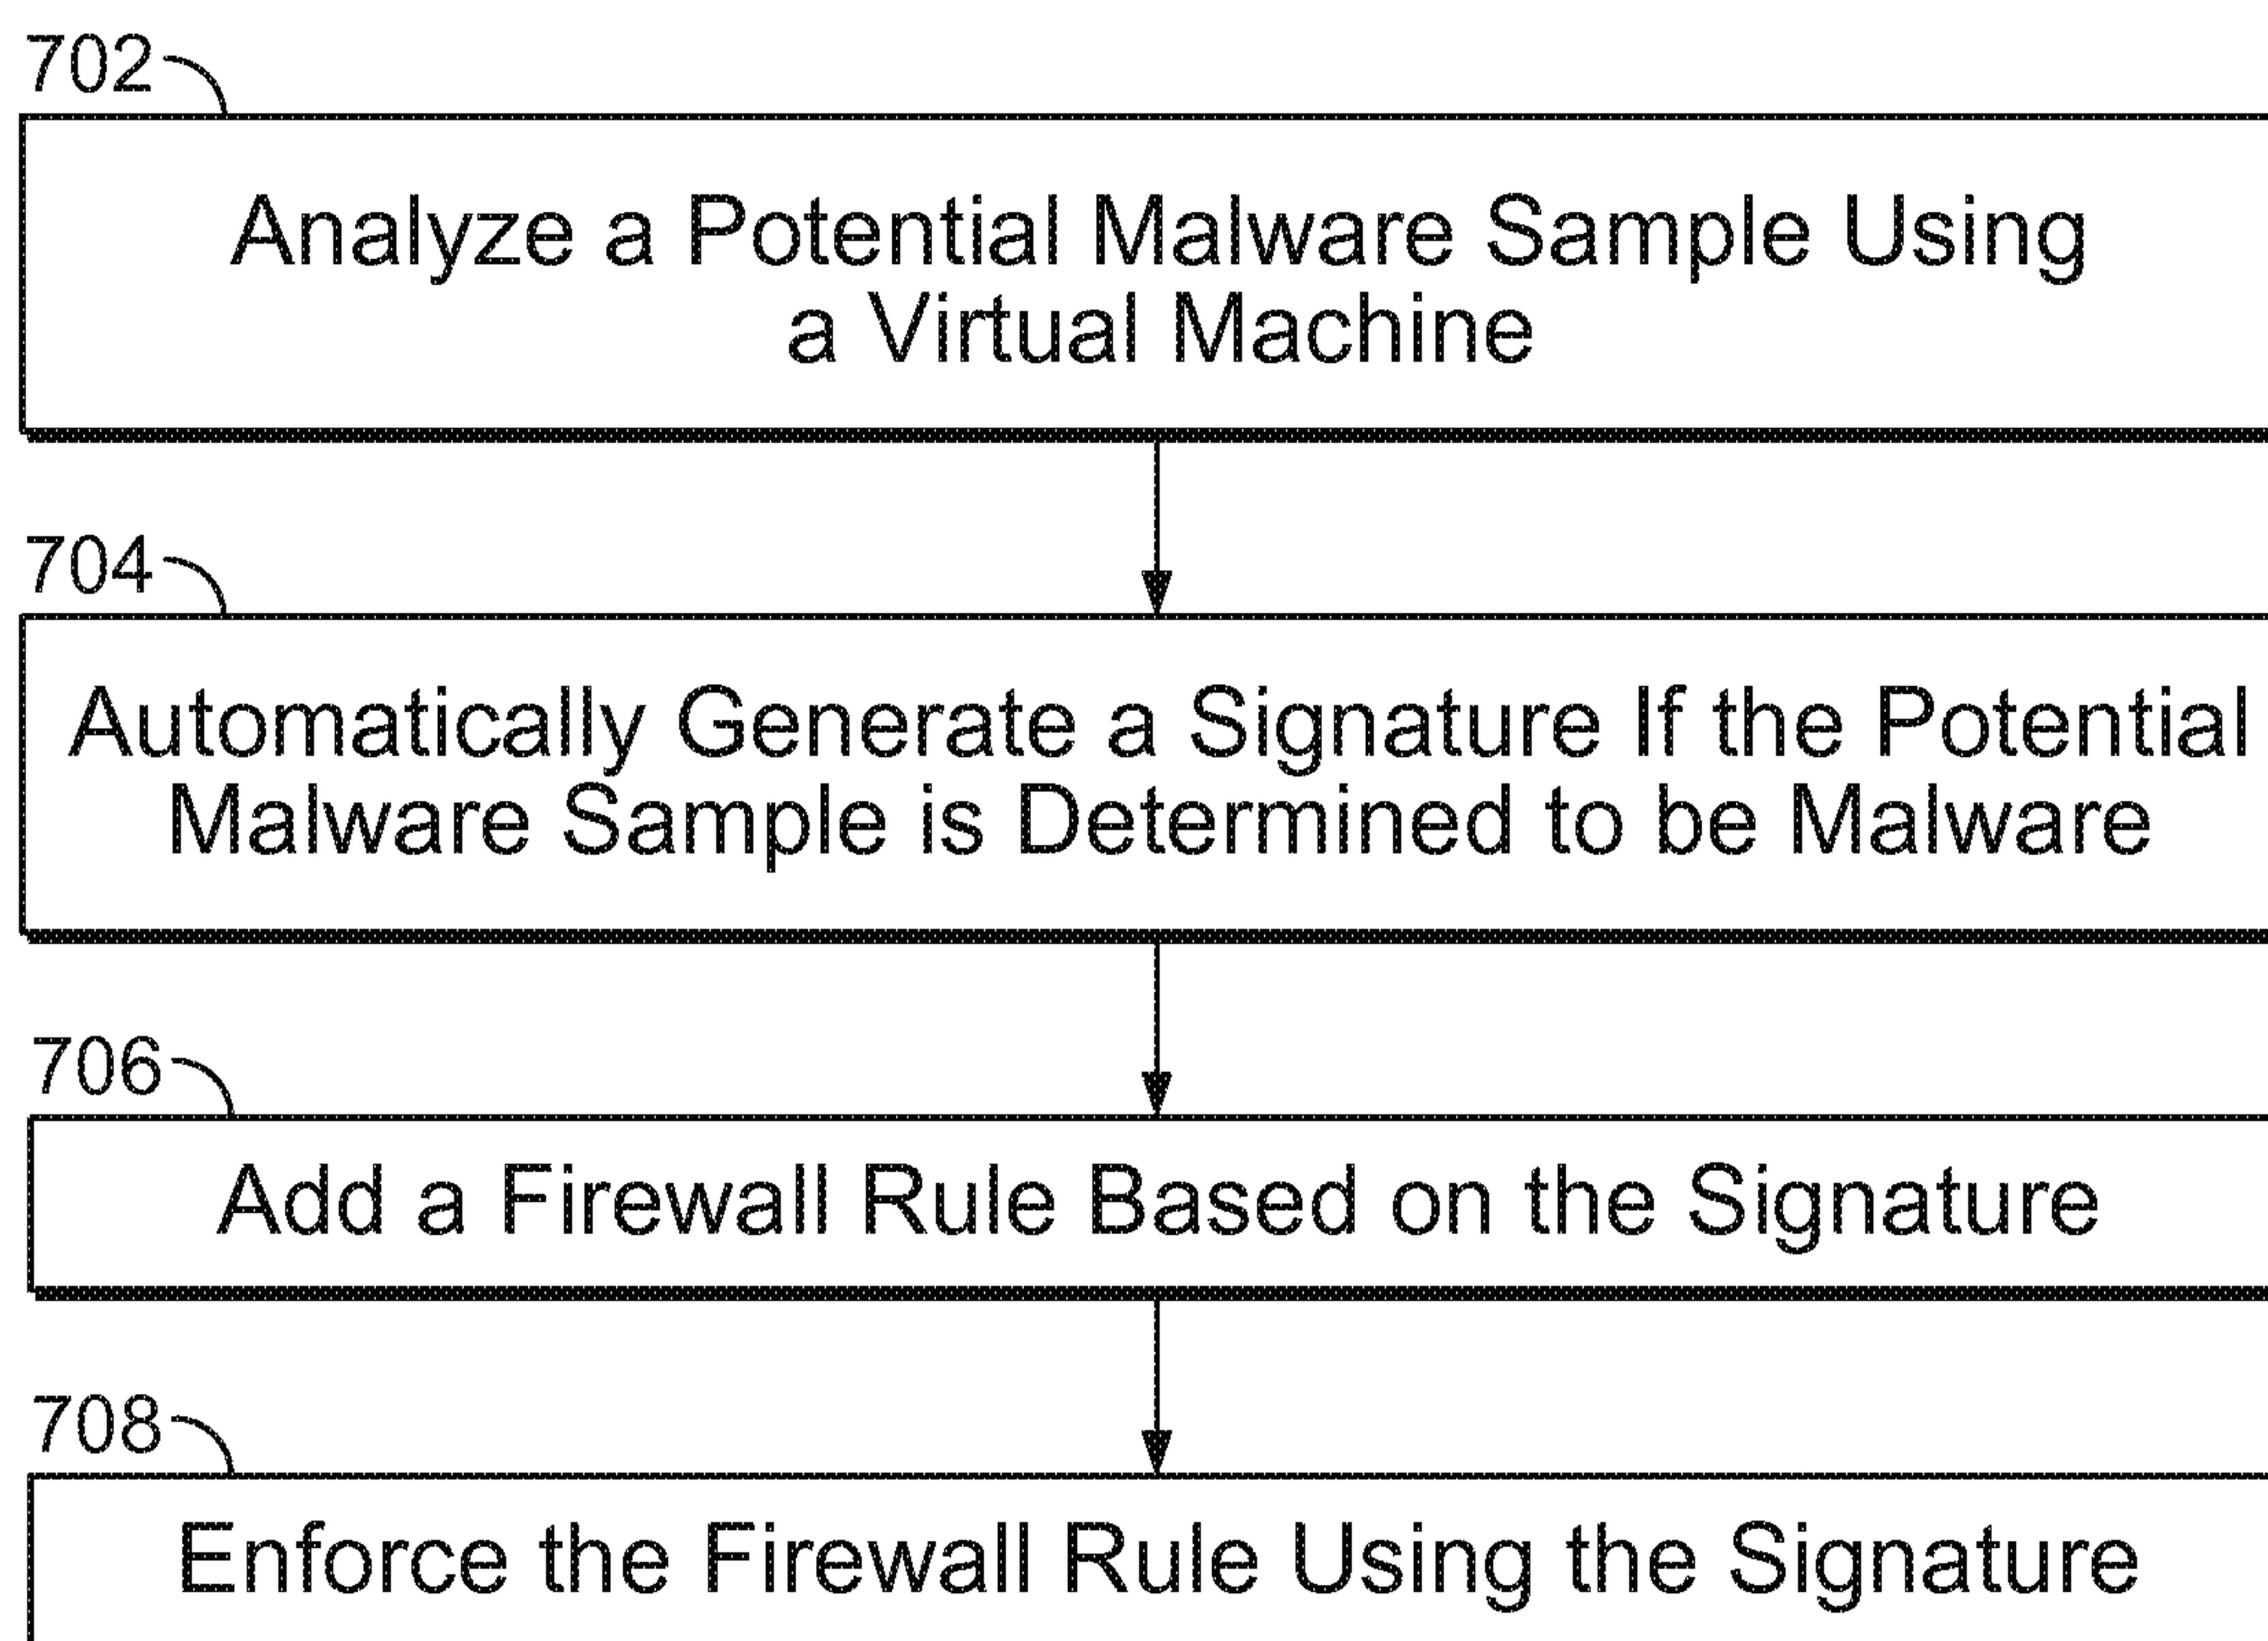 702
Analyze a Potential Malware Sample Using
a Virtual Machine
704
Automatically Generate a Signature If the Potential
Malware Sample is Determined to be Malware
706
Add a Firewall Rule Based on the Signature
708
Enforce the Firewall Rule Using the Signature